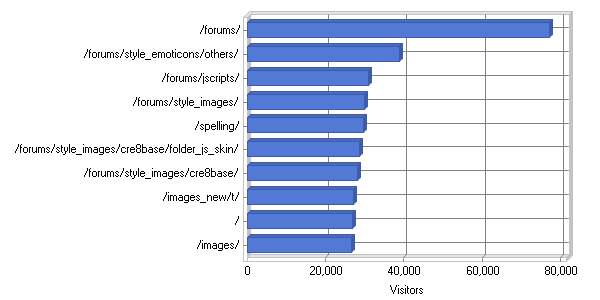 /forums/
/forums/style_emoticons/others/
/forums/jscripts/
/forums/style_images/
/spelling/
/forums/style_images/cre8base/folder_js_skin/
/forums/style_images/cre8base/
/images_new/t/
/
/images/
0 20,000 40,000 60,000 80,000
Visitors